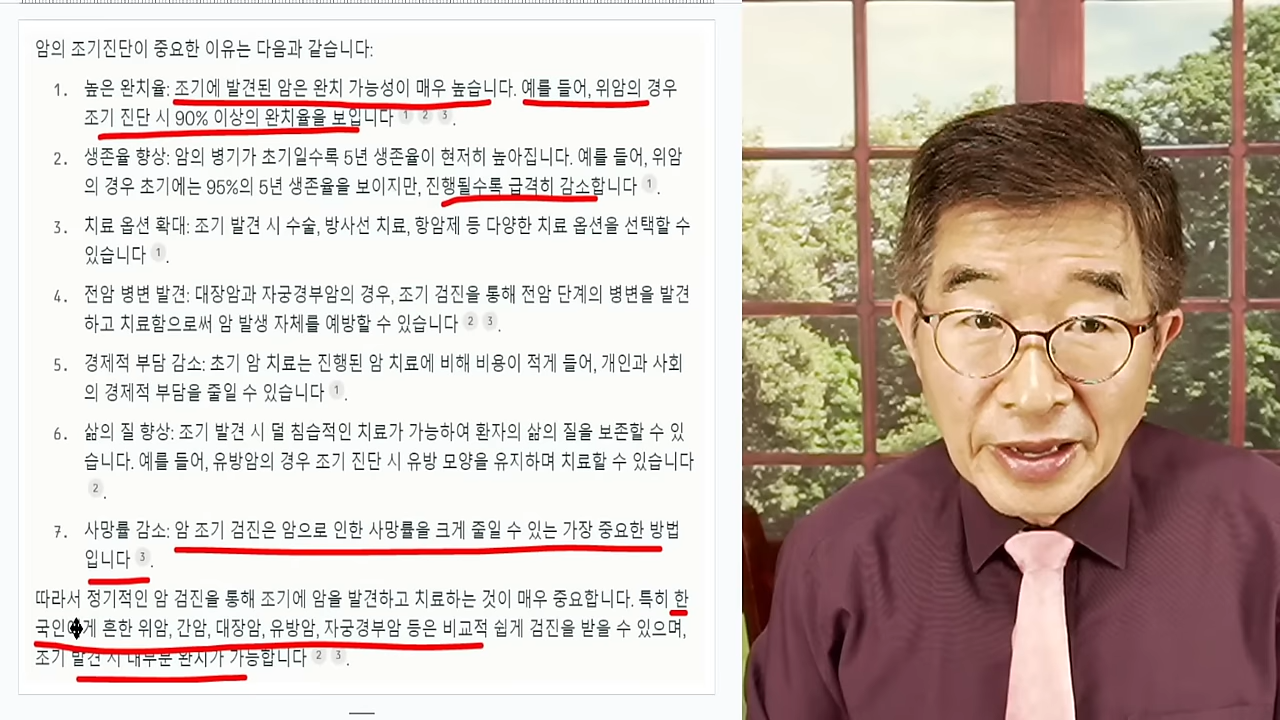 암의 조기진단이 중요한 이유는 다음과 같습니다:
1. 높은 완치율: 조기에 발견된 암은 완치 가능성이 매우 높습니다. 예를 들어, 위암의 경우
조기 진단 시 90% 이상의 완치율을 보입니다 1 2 3.
2. 생존율 향상: 암의 병기가 초기일수록 5년 생존율이 현저히 높아집니다. 예를 들어, 위암
의 경우 초기에는 95%의 5년 생존율을 보이지만, 진행될수록 급격히 감소합니다 1.
3. 치료 옵션 확대: 조기 발견 시 수술, 방사선 치료, 항암제 등 다양한 치료 옵션을 선택할 수
있습니다 1.
4. 전암 병변 발견: 대장암과 자궁경부암의 경우, 조기 검진을 통해 전암 단계의 병변을 발견
하고 치료함으로써 암 발생 자체를 예방할 수 있습니다 2 3.
5. 경제적 부담 감소: 초기 암 치료는 진행된 암 치료에 비해 비용이 적게 들어, 개인과 사회
의 경제적 부담을 줄일 수 있습니다 1.
6. 삶의 질 향상: 조기 발견 시 덜 침습적인 치료가 가능하여 환자의 삶의 질을 보존할 수 있
습니다. 예를 들어, 유방암의 경우 조기 진단 시 유방 모양을 유지하며 치료할 수 있습니다
2.
7. 사망률 감소: 암 조기 검진은 암으로 인한 사망률을 크게 줄일 수 있는 가장 중요한 방법
입니다 3.
따라서 정기적인 암 검진을 통해 조기에 암을 발견하고 치료하는 것이 매우 중요합니다. 특히 한
국인에게 흔한 위암, 간암, 대장암, 유방암, 자궁경부암 등은 비교적 쉽게 검진을 받을 수 있으며,
조기 발견 시 대부분 완치가 가능합니다 2 3.